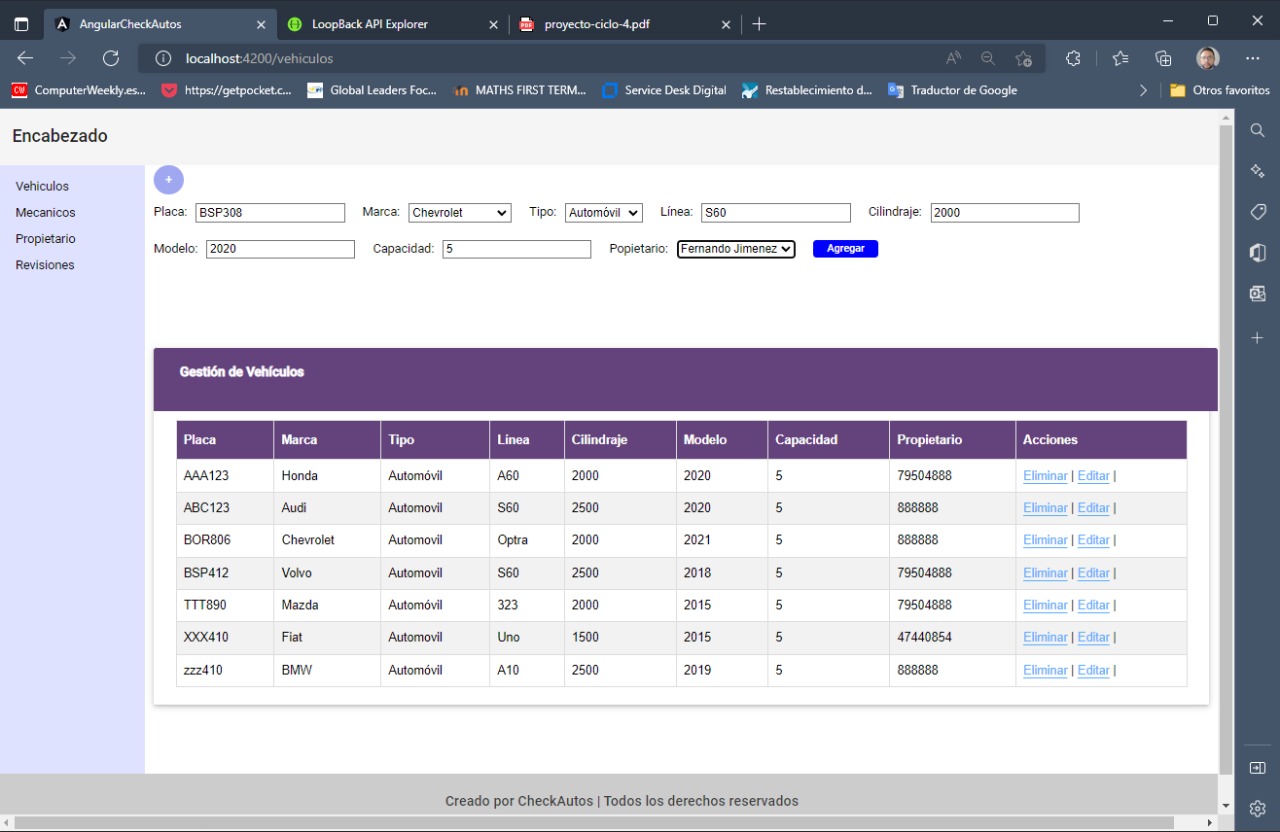 AngularCheckAutos LoopBack API Explorer proyecto-ciclo-4.pdf
localhost:4200/vehiculos
ComputerWeekly.es... https://getpocket.c... Global Leaders Foc... MATHS FIRST TERM... Service Desk Digital Restablecimiento d... Traductor de Google Otros favoritos
Encabezado
Vehiculos
Mecanicos
Propietario
Revisiones
+
Placa: BSP308 Marca: Chevrolet Tipo: Automóvil Línea: S60 Cilindraje: 2000
Modelo: 2020 Capacidad: 5 Popietario: Fernando Jimenez Agregar
Gestión de Vehículos
Placa Marca Tipo Línea Cilindraje Modelo Capacidad Propietario Acciones
AAA123 Honda Automóvil A60 2000 2020 5 79504888 Eliminar | Editar |
ABC123 Audi Automovil S60 2500 2020 5 888888 Eliminar | Editar |
BOR806 Chevrolet Automovil Optra 2000 2021 5 888888 Eliminar | Editar |
BSP412 Volvo Automovil S60 2500 2018 5 79504888 Eliminar | Editar |
TTT890 Mazda Automóvil 323 2000 2015 5 79504888 Eliminar | Editar |
XXX410 Fiat Automovil Uno 1500 2015 5 47440854 Eliminar | Editar |
zzz410 BMW Automóvil A10 2500 2019 5 888888 Eliminar | Editar |
Creado por CheckAutos | Todos los derechos reservados